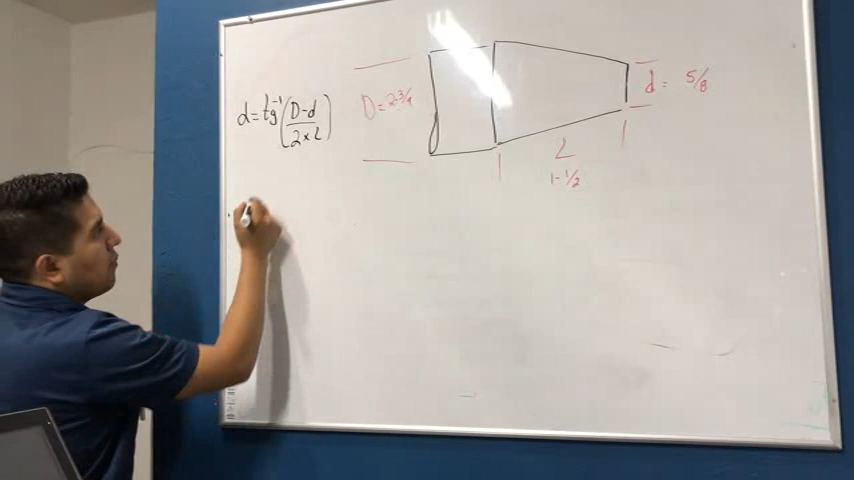 d=tg⁻¹(D-d
2×L)
D=2-3/4
d= 5/8
L
1-1/2